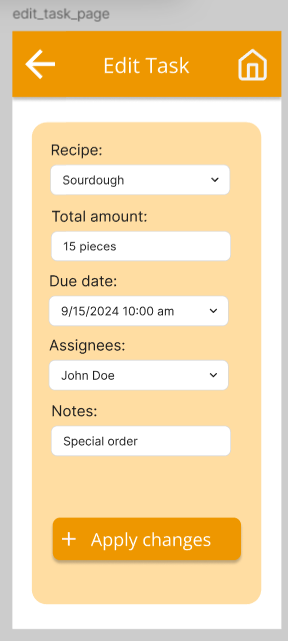 edit_task_page
Edit Task
Recipe:
Sourdough
Total amount:
15 pieces
Due date:
9/15/2024 10:00 am
Assignees:
John Doe
Notes:
Special order
+ Apply changes